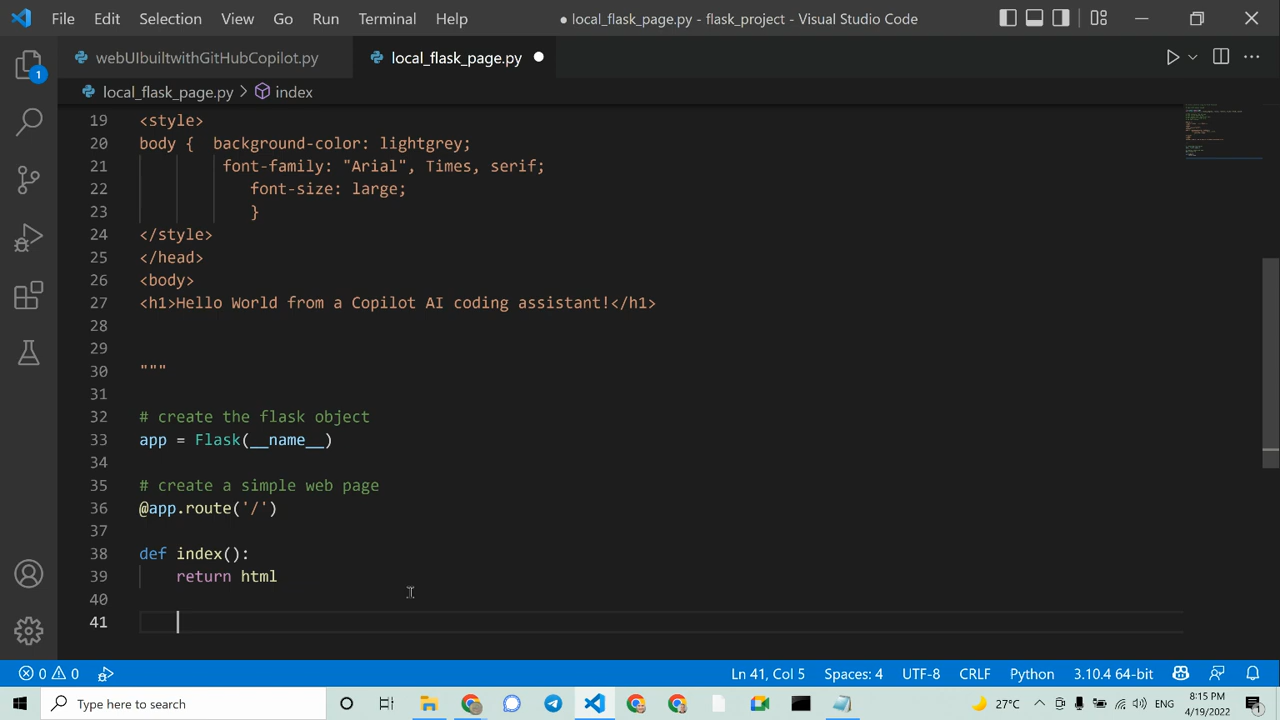 File Edit Selection View Go Run Terminal Help ● local_flask_page.py - flask_project - Visual Studio Code
webUIbuiltwithGitHubCopilot.py local_flask_page.py
local_flask_page.py > index
1
19 <style>
20 body {  background-color: lightgrey;
21 font-family: "Arial", Times, serif;
22 font-size: large;
23 }
24 </style>
25 </head>
26 <body>
27 <h1>Hello World from a Copilot AI coding assistant!</h1>
28
29
30 """
31
32 # create the flask object
33 app = Flask(__name__)
34
35 # create a simple web page
36 @app.route('/')
37
38 def index():
39 return html
40
41
0 0 Ln 41, Col 5 Spaces: 4 UTF-8 CRLF Python 3.10.4 64-bit
Type here to search 27°C ENG 8:15 PM
4/19/2022 1